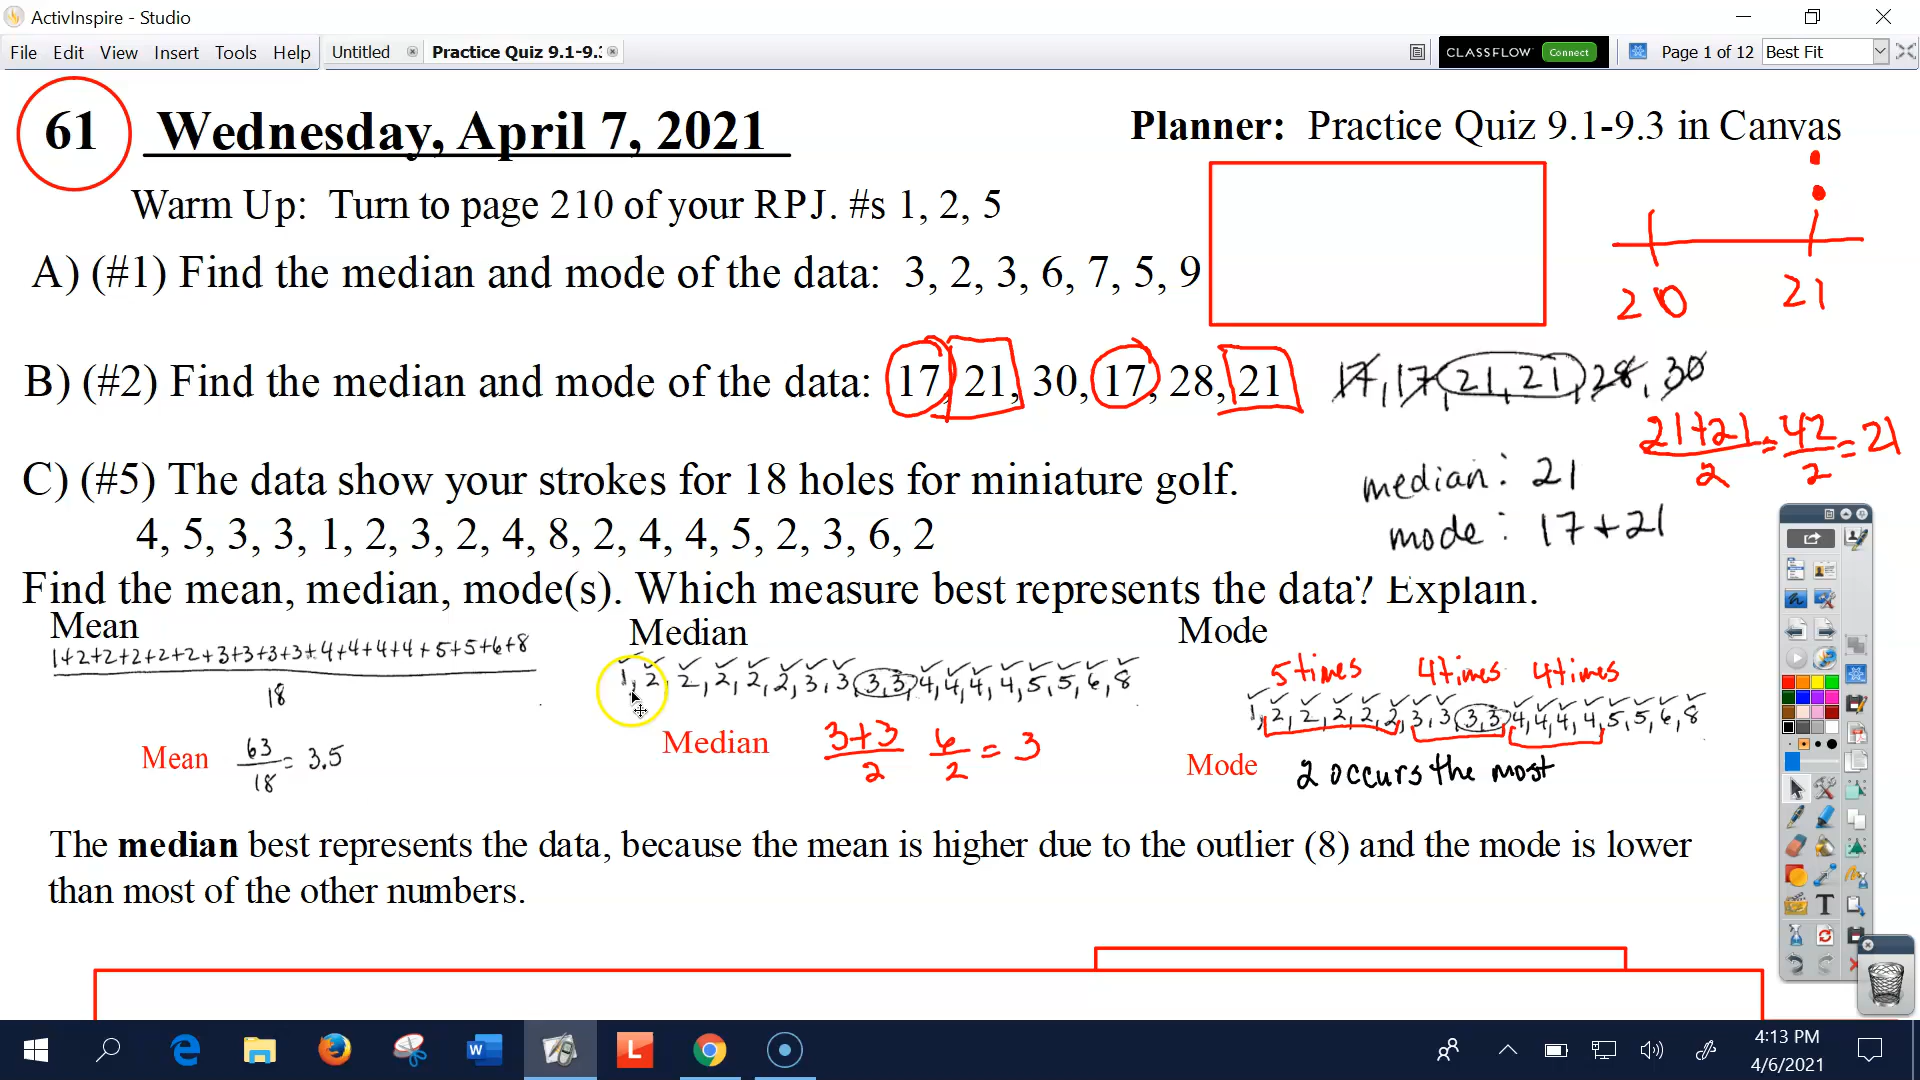 ActivInspire - Studio
File Edit View Insert Tools Help Untitled Practice Quiz 9.1-9.: CLASSFLOW Connect Page 1 of 12 Best Fit
61 Wednesday, April 7, 2021
Planner: Practice Quiz 9.1-9.3 in Canvas
Warm Up: Turn to page 210 of your RPJ. #s 1, 2, 5
A) (#1) Find the median and mode of the data: 3, 2, 3, 6, 7, 5, 9
20 21
B) (#2) Find the median and mode of the data: 17, 21, 30, 17, 28, 21
17, 17, 21, 21, 28, 30
21+21/2 = 42/2 = 21
C) (#5) The data show your strokes for 18 holes for miniature golf.
median: 21
4, 5, 3, 3, 1, 2, 3, 2, 4, 8, 2, 4, 4, 5, 2, 3, 6, 2
mode: 17+21
Find the mean, median, mode(s). Which measure best represents the data? Explain.
Mean
1+2+2+2+2+2+3+3+3+3+4+4+4+4+5+5+6+8
18
Mean 63/18 = 3.5
Median
1, 2, 2, 2, 2, 2, 3, 3, 3, 3, 4, 4, 4, 4, 5, 5, 6, 8
Median 3+3/2 6/2 = 3
Mode
5 times 4 times 4 times
1, 2, 2, 2, 2, 2, 3, 3, 3, 3, 4, 4, 4, 4, 5, 5, 6, 8
Mode 2 occurs the most
The median best represents the data, because the mean is higher due to the outlier (8) and the mode is lower
than most of the other numbers.
4:13 PM
4/6/2021